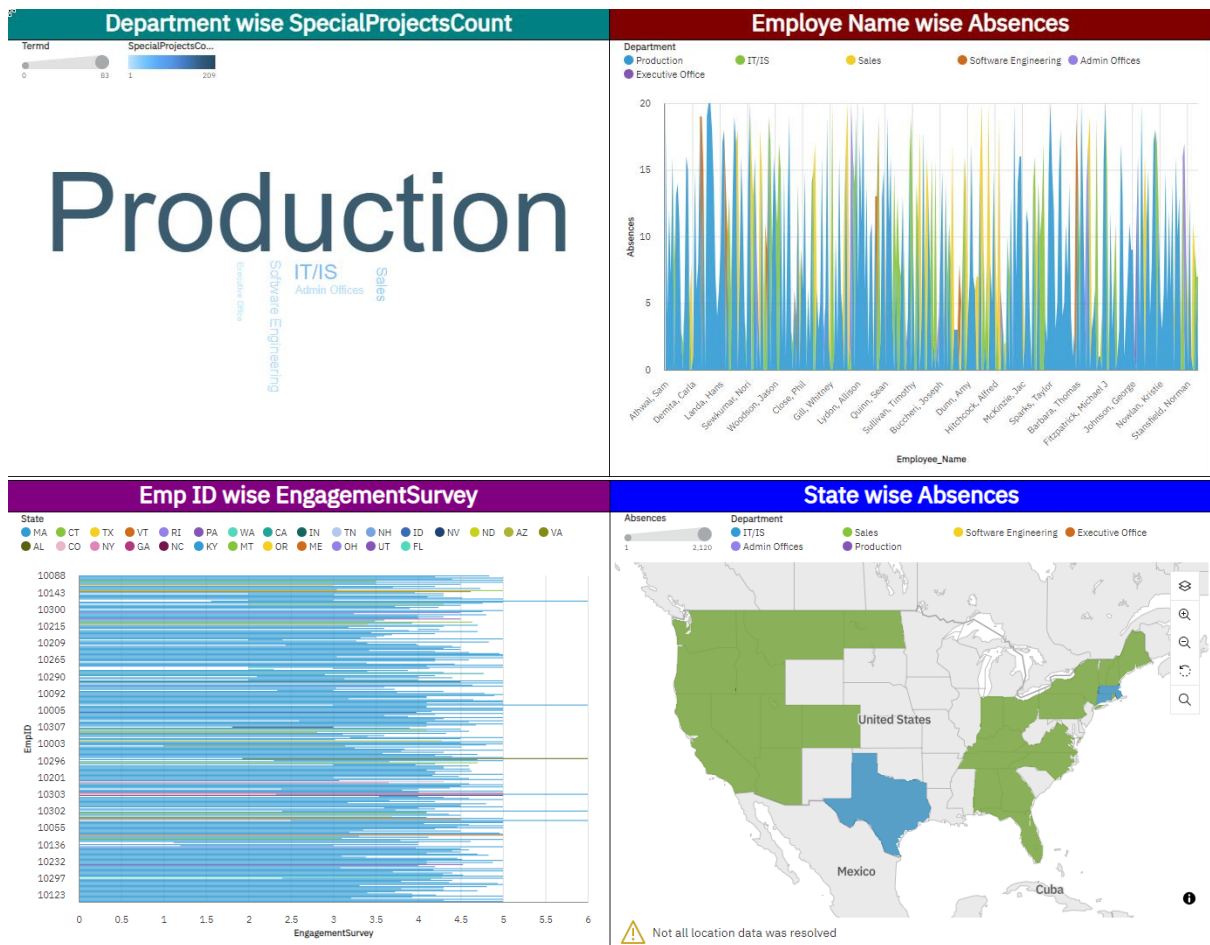 Department wise SpecialProjectsCount
Termd
SpecialProjectsCo...
0
83
1
209
Production
Executive Office
Software Engineering
IT/IS
Admin Offices
Sales
Employe Name wise Absences
Department
Production
IT/IS
Sales
Software Engineering
Admin Offices
Executive Office
20
15
10
5
0
Absences
Athwal, Sam
Demita, Carla
Landa, Hans
Sewkumar, Nori
Woodson, Jason
Close, Phil
Gill, Whitney
Lydon, Allison
Quinn, Sean
Sullivan, Timothy
Buccheri, Joseph
Dunn, Amy
Hitchcock, Alfred
McKinzie, Jac
Sparks, Taylor
Barbara, Thomas
Fitzpatrick, Michael J
Johnson, George
Nowlan, Kristie
Stansfield, Norman
Employee_Name
Emp ID wise EngagementSurvey
State
MA CT TX VT RI PA WA CA IN TN NH ID NV ND AZ VA
AL CO NY GA NC KY MT OR ME OH UT FL
10088
10143
10300
10215
10209
10265
10290
10092
10005
10307
10003
10296
10201
10303
10302
10055
10136
10232
10297
10123
EmpID
0 0.5 1 1.5 2 2.5 3 3.5 4 4.5 5 5.5 6
EngagementSurvey
State wise Absences
Absences
1
2,120
Department
IT/IS
Sales
Software Engineering
Executive Office
Admin Offices
Production
United States
Mexico
Cuba
Not all location data was resolved